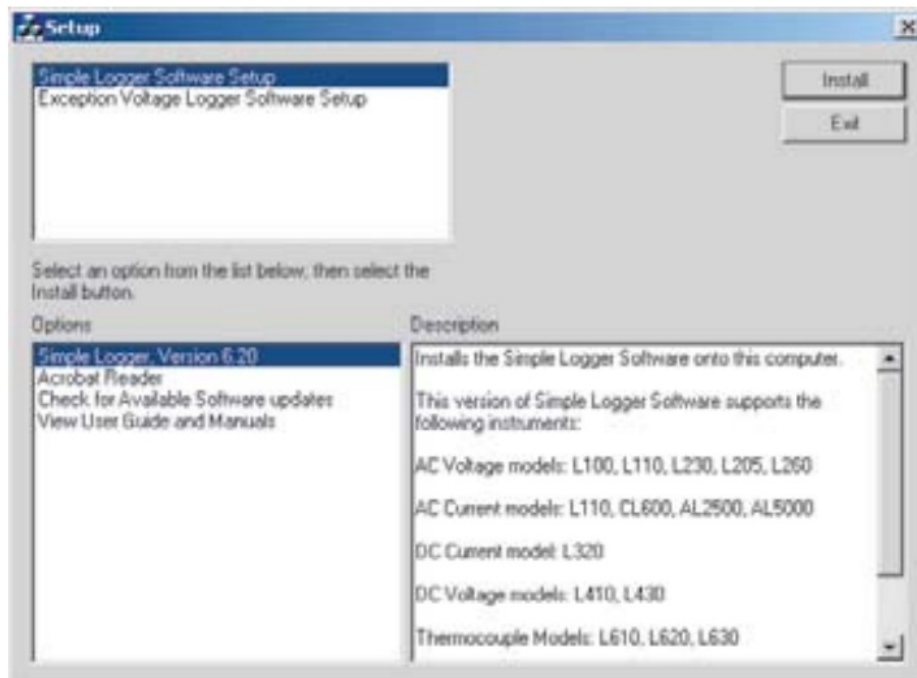 Setup
Simple Logger Software Setup
Exception Voltage Logger Software Setup
Install
Exit
Select an option from the list below, then select the
Install button.
Options
Simple Logger, Version 6.20
Acrobat Reader
Check for Available Software updates
View User Guide and Manuals
Description
Installs the Simple Logger Software onto this computer.
This version of Simple Logger Software supports the
following instruments:
AC Voltage models: L100, L110, L230, L205, L260
AC Current models: L110, CL600, AL2500, AL5000
DC Current model: L320
DC Voltage models: L410, L430
Thermocouple Models: L610, L620, L630